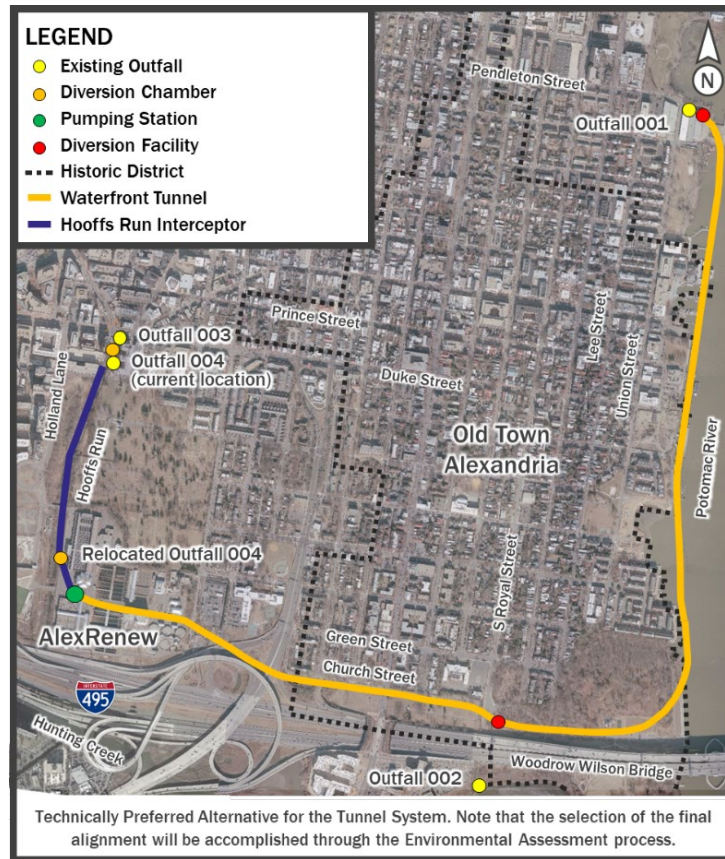 LEGEND
Existing Outfall
Diversion Chamber
Pumping Station
Diversion Facility
Historic District
Waterfront Tunnel
Hooffs Run Interceptor
N
Pendleton Street
Outfall 001
Prince Street
Outfall 003
Outfall 004
(current location)
Holland Lane
Hooffs Run
Duke Street
Lee Street
Union Street
Old Town
Alexandria
Potomac River
Relocated Outfall 004
S Royal Street
AlexRenew
Green Street
Church Street
INTERSTATE
495
Hunting Creek
Outfall 002
Woodrow Wilson Bridge
Technically Preferred Alternative for the Tunnel System. Note that the selection of the final
alignment will be accomplished through the Environmental Assessment process.